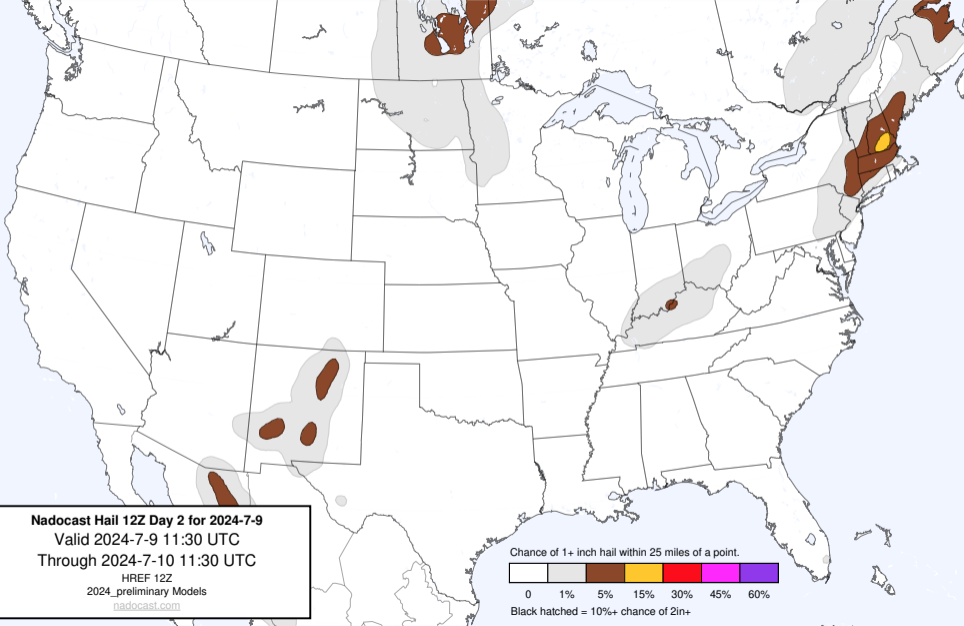 Nadocast Hail 12Z Day 2 for 2024-7-9
Valid 2024-7-9 11:30 UTC
Through 2024-7-10 11:30 UTC
HREF 12Z
2024_preliminary Models
nadocast.com
Chance of 1+ inch hail within 25 miles of a point.
0 1% 5% 15% 30% 45% 60%
Black hatched = 10%+ chance of 2in+